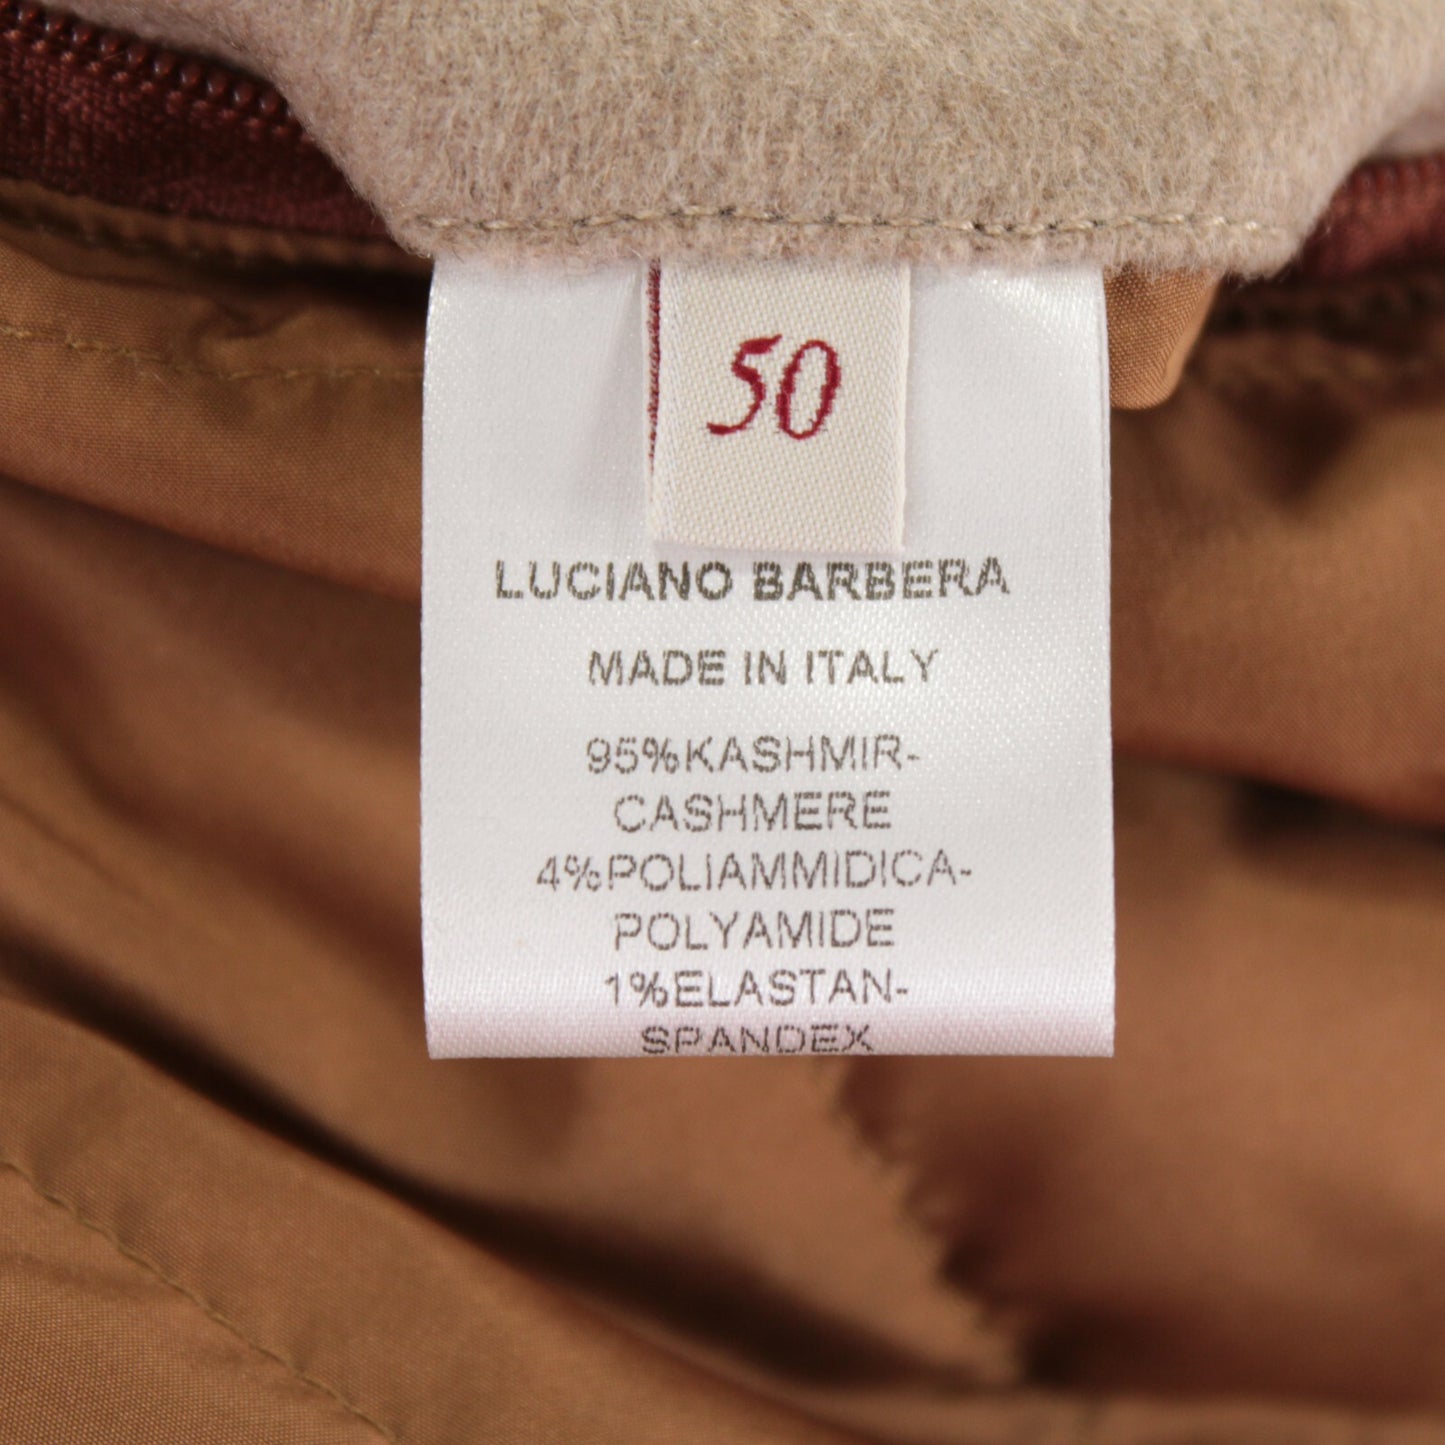 50
LUCIANO BARBERA
MADE IN ITALY
95%KASHMIR-
CASHMERE
4%POLIAMMIDICA-
POLYAMIDE
1%ELASTAN-
SPANDEX